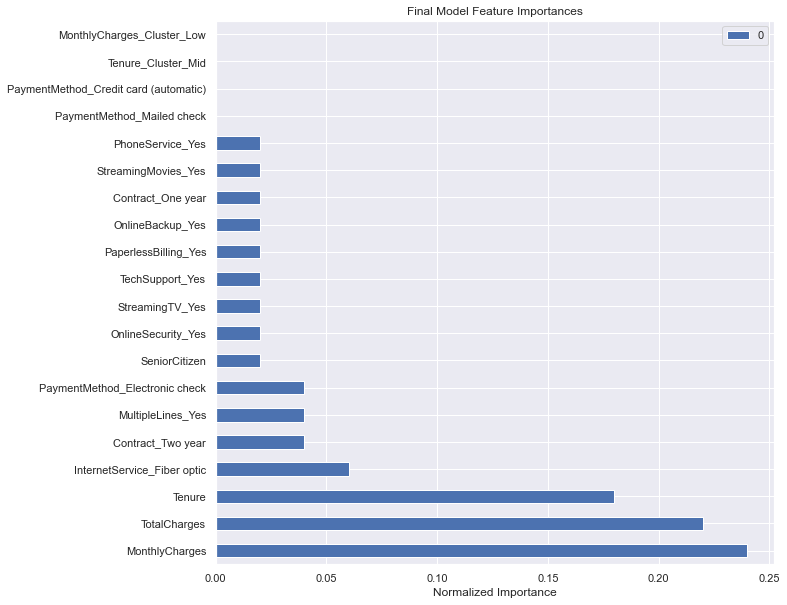 Final Model Feature Importances
0
MonthlyCharges_Cluster_Low
Tenure_Cluster_Mid
PaymentMethod_Credit card (automatic)
PaymentMethod_Mailed check
PhoneService_Yes
StreamingMovies_Yes
Contract_One year
OnlineBackup_Yes
PaperlessBilling_Yes
TechSupport_Yes
StreamingTV_Yes
OnlineSecurity_Yes
SeniorCitizen
PaymentMethod_Electronic check
MultipleLines_Yes
Contract_Two year
InternetService_Fiber optic
Tenure
TotalCharges
MonthlyCharges
0.00 0.05 0.10 0.15 0.20 0.25
Normalized Importance